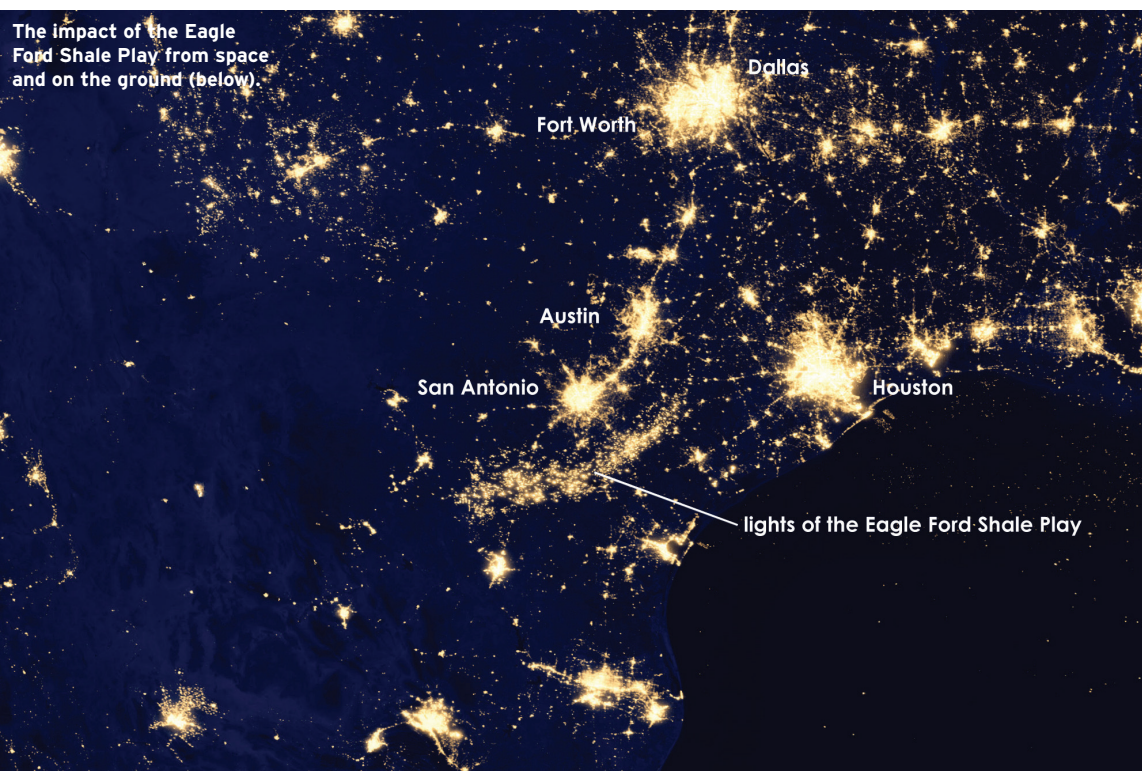 The impact of the Eagle
Ford Shale Play from space
and on the ground (below).
Dallas
Fort Worth
Austin
San Antonio
Houston
lights of the Eagle Ford Shale Play